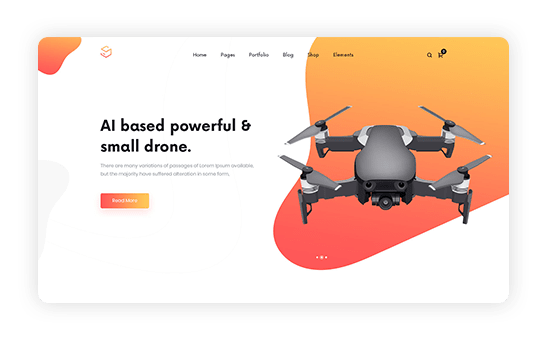 Home Pages Portfolio Blog Shop Elements
AI based powerful &
small drone.
There are many variations of passages of Lorem Ipsum available,
but the majority have suffered alteration in some form.
Read More